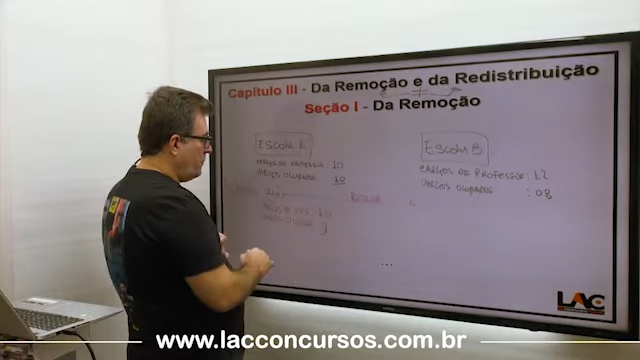 Capítulo III - Da Remoção e da Redistribuição
Seção I - Da Remoção
ESCOLA A
CARGOS DE PROFESSOR : 10
CARGOS OCUPADOS 10
ESCOLA B
CARGOS DE PROFESSOR : 12
CARGOS OCUPADOS : 08
LAC
www.lacconcursos.com.br